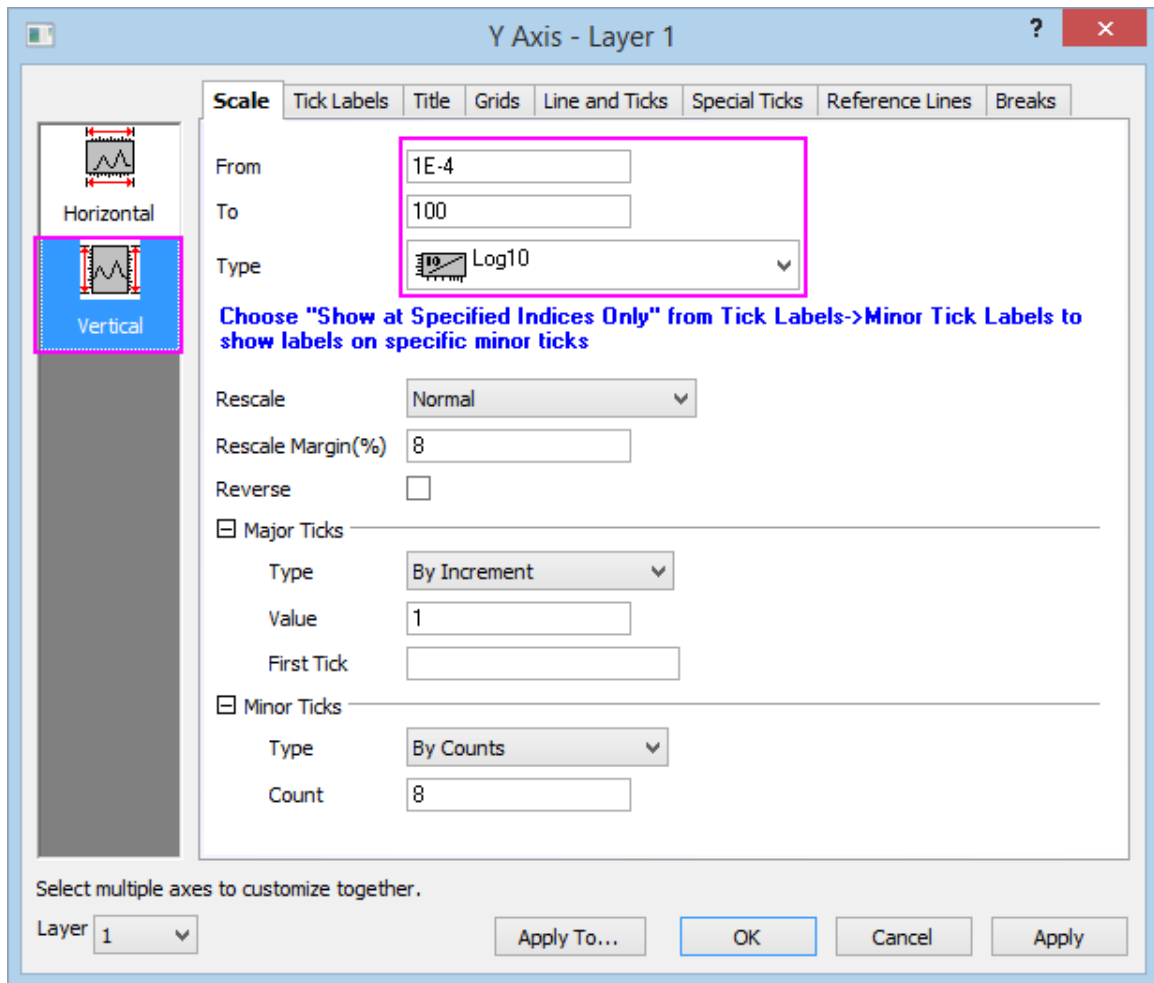 Y Axis - Layer 1
?
Scale Tick Labels Title Grids Line and Ticks Special Ticks Reference Lines Breaks
Horizontal
Vertical
From 1E-4
To 100
Type 10 Log10
Choose "Show at Specified Indices Only" from Tick Labels->Minor Tick Labels to
show labels on specific minor ticks
Rescale Normal
Rescale Margin(%) 8
Reverse
Major Ticks
Type By Increment
Value 1
First Tick
Minor Ticks
Type By Counts
Count 8
Select multiple axes to customize together.
Layer 1 Apply To... OK Cancel Apply